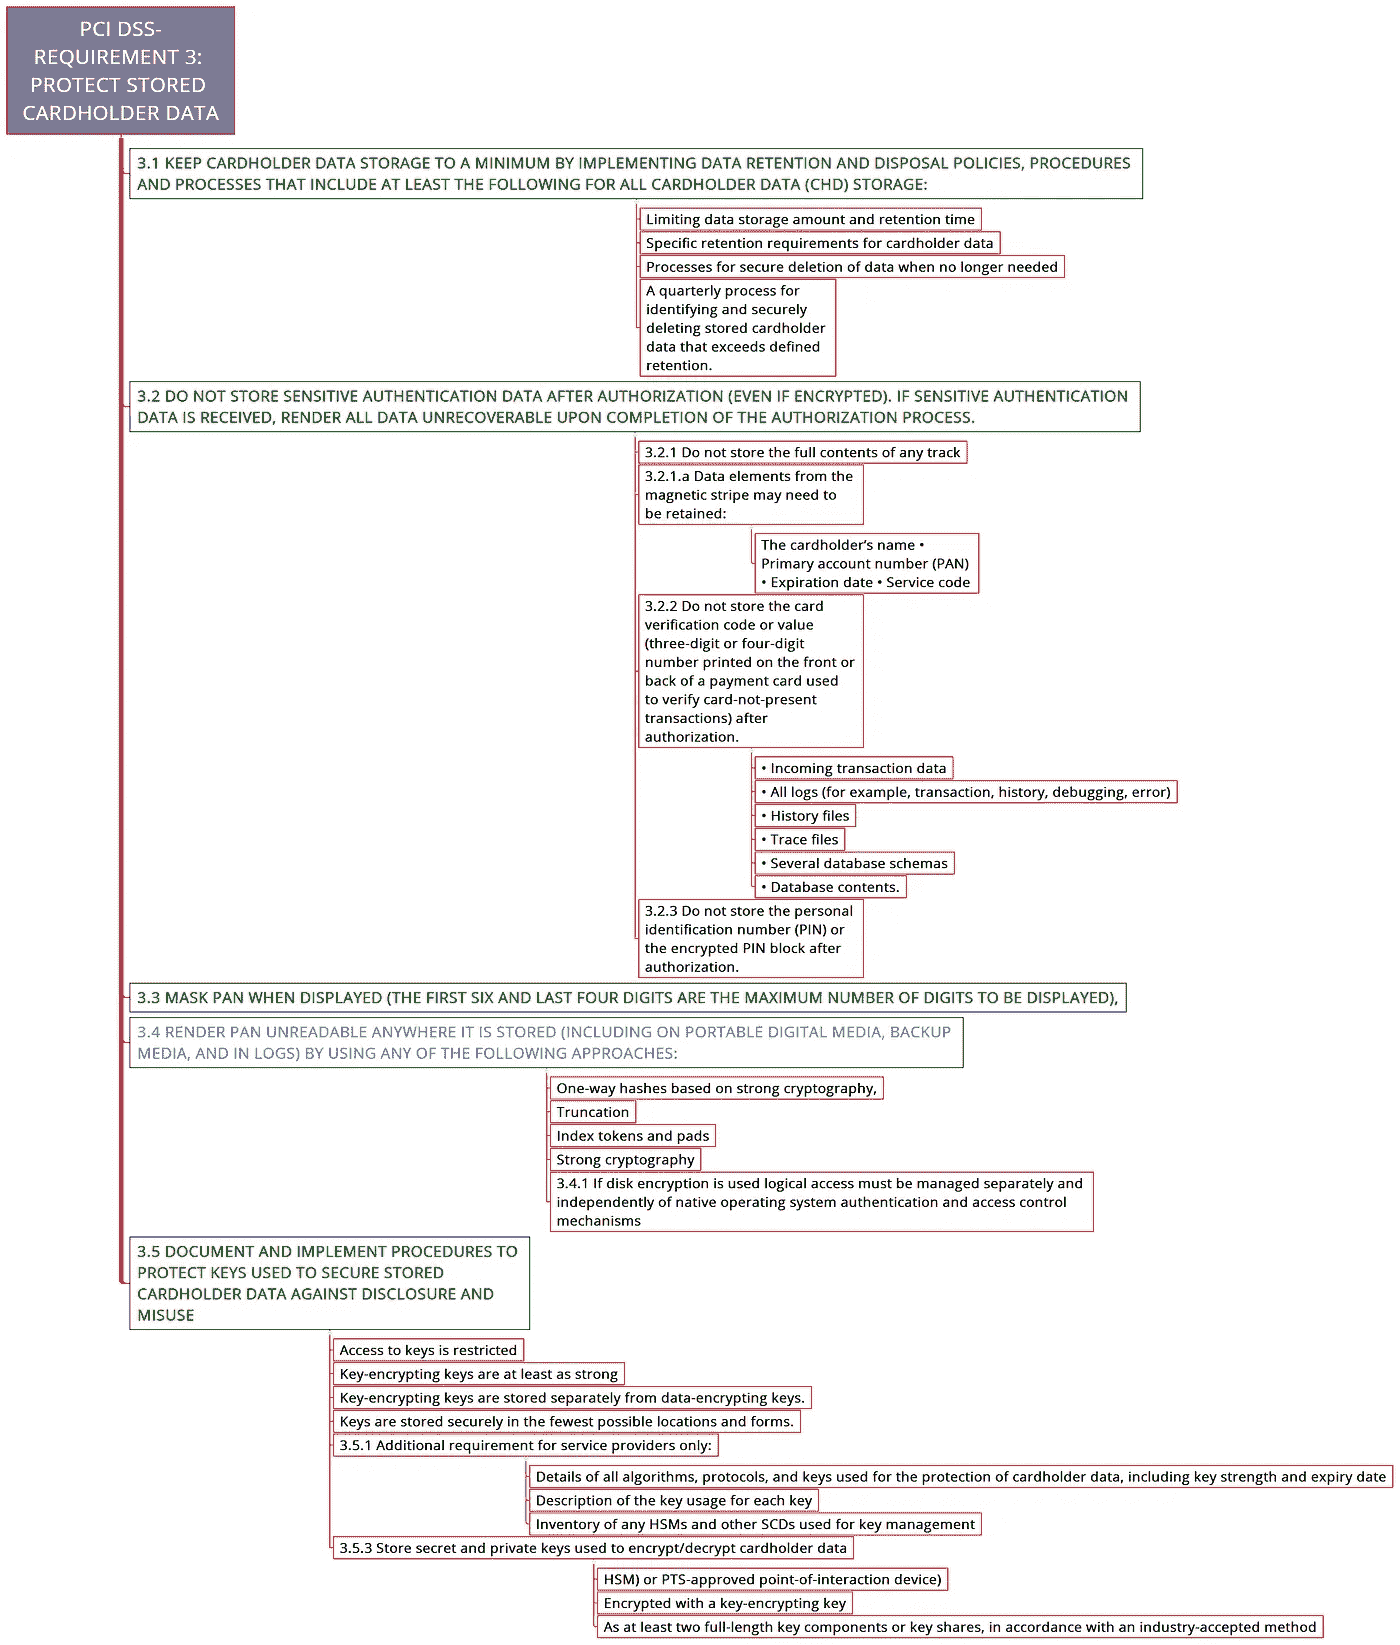 PCI DSS-
REQUIREMENT 3:
PROTECT STORED
CARDHOLDER DATA
3.1 KEEP CARDHOLDER DATA STORAGE TO A MINIMUM BY IMPLEMENTING DATA RETENTION AND DISPOSAL POLICIES, PROCEDURES
AND PROCESSES THAT INCLUDE AT LEAST THE FOLLOWING FOR ALL CARDHOLDER DATA (CHD) STORAGE:
Limiting data storage amount and retention time
Specific retention requirements for cardholder data
Processes for secure deletion of data when no longer needed
A quarterly process for
identifying and securely
deleting stored cardholder
data that exceeds defined
retention.
3.2 DO NOT STORE SENSITIVE AUTHENTICATION DATA AFTER AUTHORIZATION (EVEN IF ENCRYPTED). IF SENSITIVE AUTHENTICATION
DATA IS RECEIVED, RENDER ALL DATA UNRECOVERABLE UPON COMPLETION OF THE AUTHORIZATION PROCESS.
3.2.1 Do not store the full contents of any track
3.2.1.a Data elements from the
magnetic stripe may need to
be retained:
The cardholder’s name •
Primary account number (PAN)
• Expiration date • Service code
3.2.2 Do not store the card
verification code or value
(three-digit or four-digit
number printed on the front or
back of a payment card used
to verify card-not-present
transactions) after
authorization.
• Incoming transaction data
• All logs (for example, transaction, history, debugging, error)
• History files
• Trace files
• Several database schemas
• Database contents.
3.2.3 Do not store the personal
identification number (PIN) or
the encrypted PIN block after
authorization.
3.3 MASK PAN WHEN DISPLAYED (THE FIRST SIX AND LAST FOUR DIGITS ARE THE MAXIMUM NUMBER OF DIGITS TO BE DISPLAYED),
3.4 RENDER PAN UNREADABLE ANYWHERE IT IS STORED (INCLUDING ON PORTABLE DIGITAL MEDIA, BACKUP
MEDIA, AND IN LOGS) BY USING ANY OF THE FOLLOWING APPROACHES:
One-way hashes based on strong cryptography,
Truncation
Index tokens and pads
Strong cryptography
3.4.1 If disk encryption is used logical access must be managed separately and
independently of native operating system authentication and access control
mechanisms
3.5 DOCUMENT AND IMPLEMENT PROCEDURES TO
PROTECT KEYS USED TO SECURE STORED
CARDHOLDER DATA AGAINST DISCLOSURE AND
MISUSE
Access to keys is restricted
Key-encrypting keys are at least as strong
Key-encrypting keys are stored separately from data-encrypting keys.
Keys are stored securely in the fewest possible locations and forms.
3.5.1 Additional requirement for service providers only:
Details of all algorithms, protocols, and keys used for the protection of cardholder data, including key strength and expiry date
Description of the key usage for each key
Inventory of any HSMs and other SCDs used for key management
3.5.3 Store secret and private keys used to encrypt/decrypt cardholder data
HSM) or PTS-approved point-of-interaction device)
Encrypted with a key-encrypting key
As at least two full-length key components or key shares, in accordance with an industry-accepted method